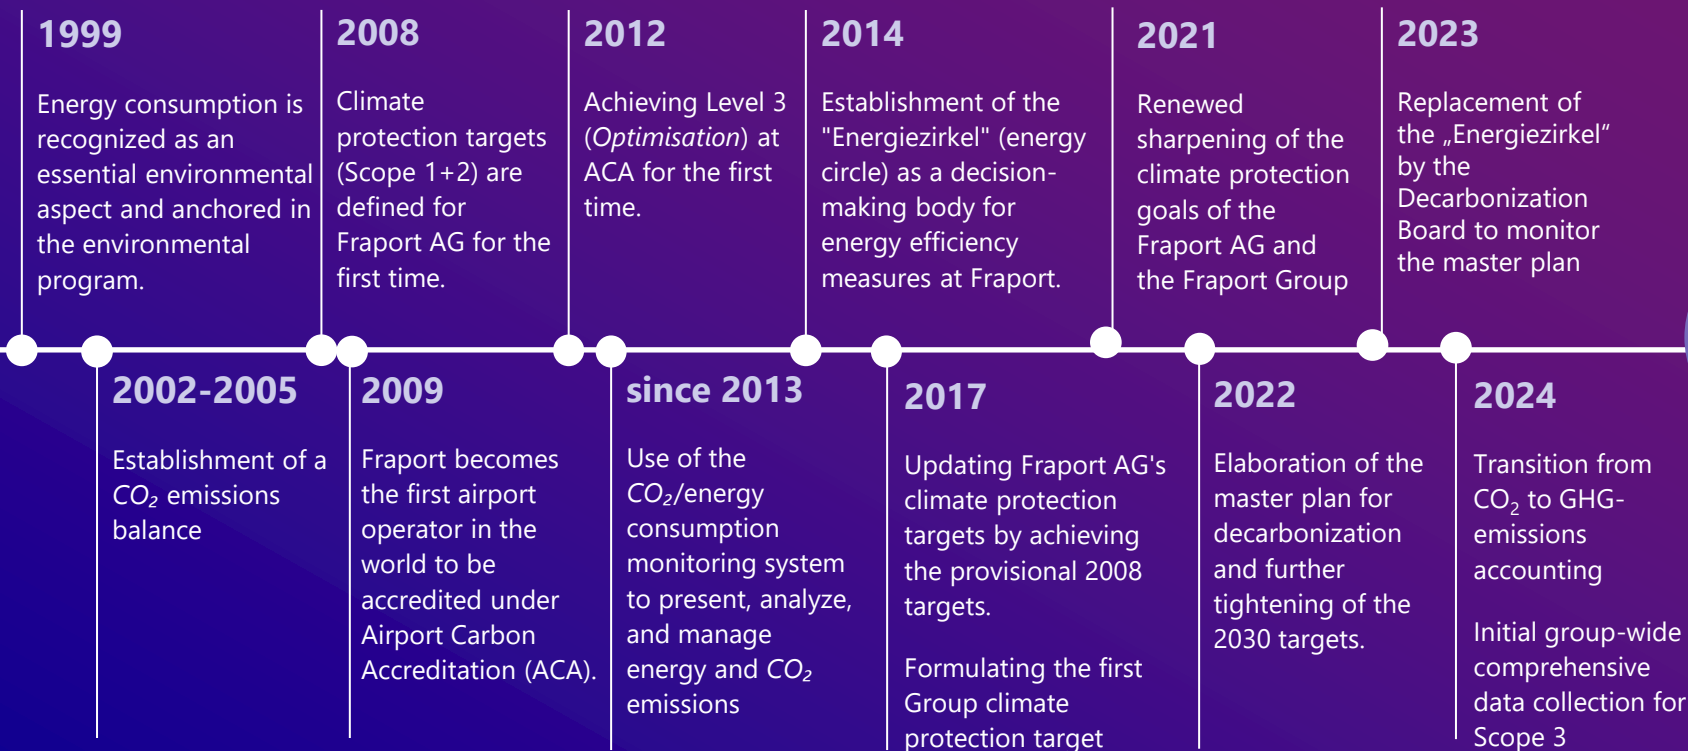 1999
Energy consumption is
recognized as an
essential environmental
aspect and anchored in
the environmental
program.
2008
Climate
protection targets
(Scope 1+2) are
defined for
Fraport AG for the
first time.
2012
Achieving Level 3
(Optimisation) at
ACA for the first
time.
2014
Establishment of the
"Energiezirkel" (energy
circle) as a decision-
making body for
energy efficiency
measures at Fraport.
2021
Renewed
sharpening of the
climate protection
goals of the
Fraport AG and
the Fraport Group
2023
Replacement of
the „Energiezirkel“
by the
Decarbonization
Board to monitor
the master plan
2002-2005
Establishment of a
CO₂ emissions
balance
2009
Fraport becomes
the first airport
operator in the
world to be
accredited under
Airport Carbon
Accreditation (ACA).
since 2013
Use of the
CO₂/energy
consumption
monitoring system
to present, analyze,
and manage
energy and CO₂
emissions
2017
Updating Fraport AG's
climate protection
targets by achieving
the provisional 2008
targets.
Formulating the first
Group climate
protection target
2022
Elaboration of the
master plan for
decarbonization
and further
tightening of the
2030 targets.
2024
Transition from
CO₂ to GHG-
emissions
accounting
Initial group-wide
comprehensive
data collection for
Scope 3